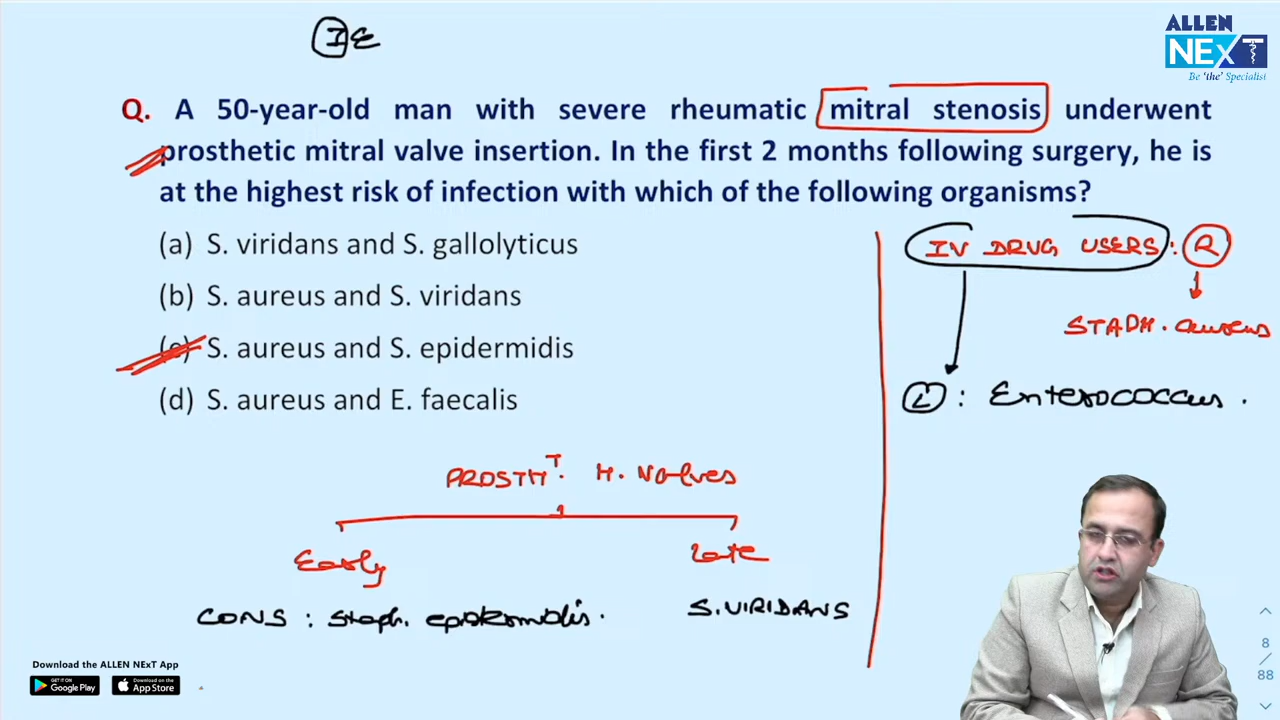 IE
ALLEN
NEXT
Be 'the' Specialist
Q. A 50-year-old man with severe rheumatic mitral stenosis underwent
prosthetic mitral valve insertion. In the first 2 months following surgery, he is
at the highest risk of infection with which of the following organisms?
(a) S. viridans and S. gallolyticus
(b) S. aureus and S. viridans
(c) S. aureus and S. epidermidis
(d) S. aureus and E. faecalis
IV DRUG USERS : R
STAPH. aureus
L : Enterococcus.
PROSTHT. H. Valves
Early
Late
CONS : Staph. epidermidis.
S. VIRIDANS
Download the ALLEN NExT App
GET IT ON
Google Play
Download on the
App Store
8
/
88